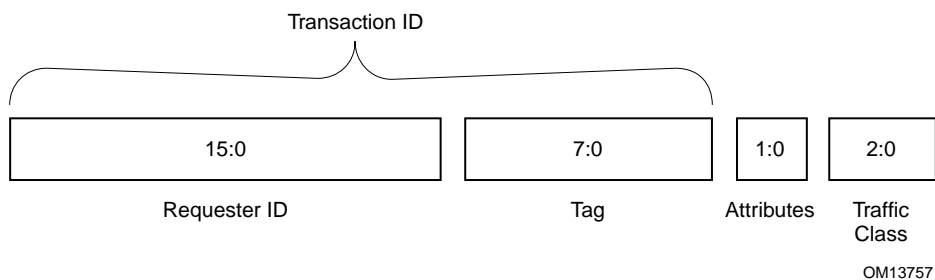 Transaction ID
15:0
7:0
1:0
2:0
Requester ID
Tag
Attributes
Traffic
Class
OM13757